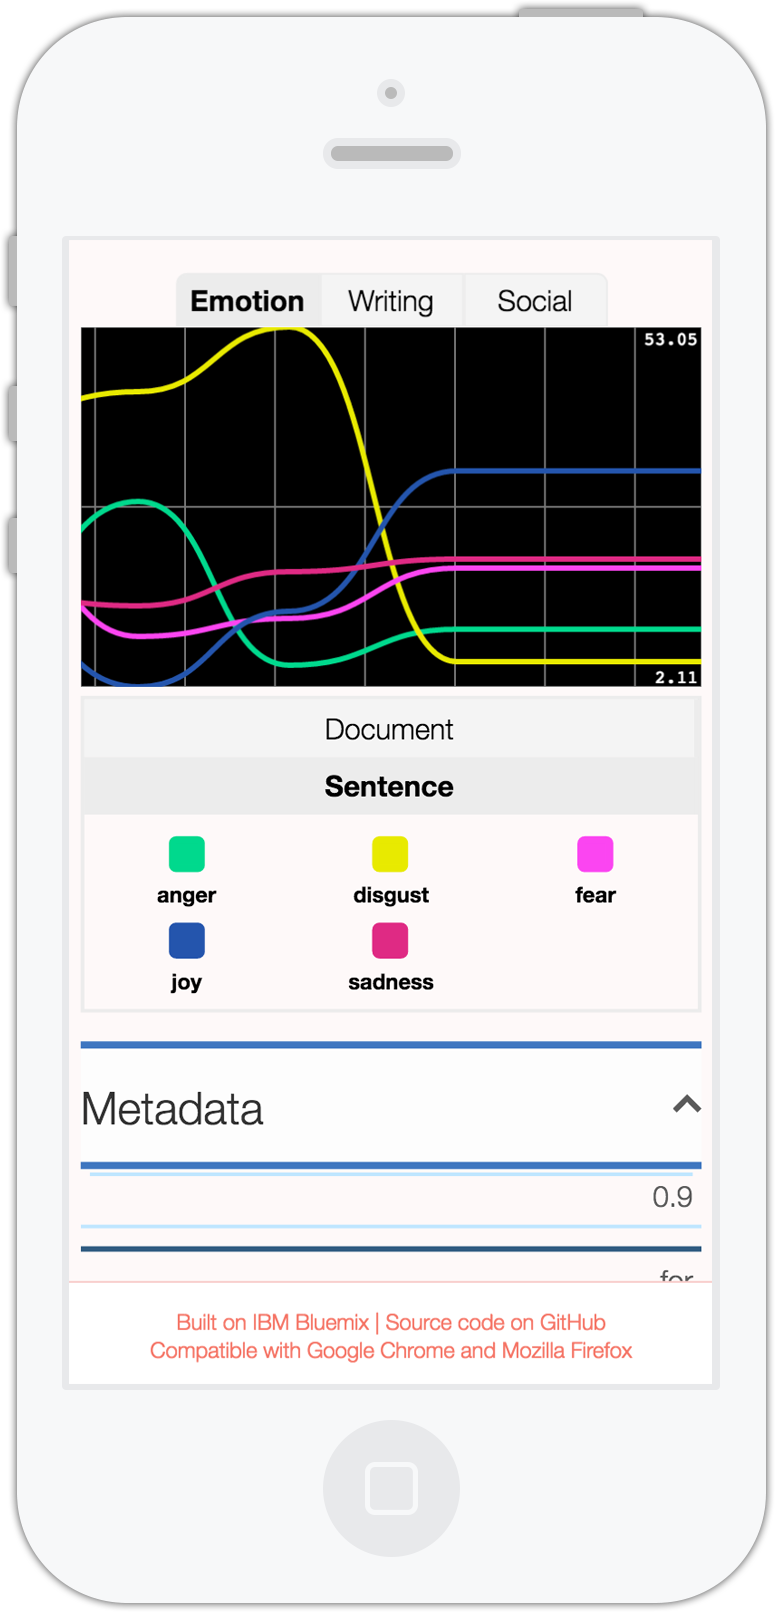 Emotion Writing Social
53.05
2.11
Document
Sentence
anger disgust fear
joy sadness
Metadata
0.9
for
Built on IBM Bluemix | Source code on GitHub
Compatible with Google Chrome and Mozilla Firefox